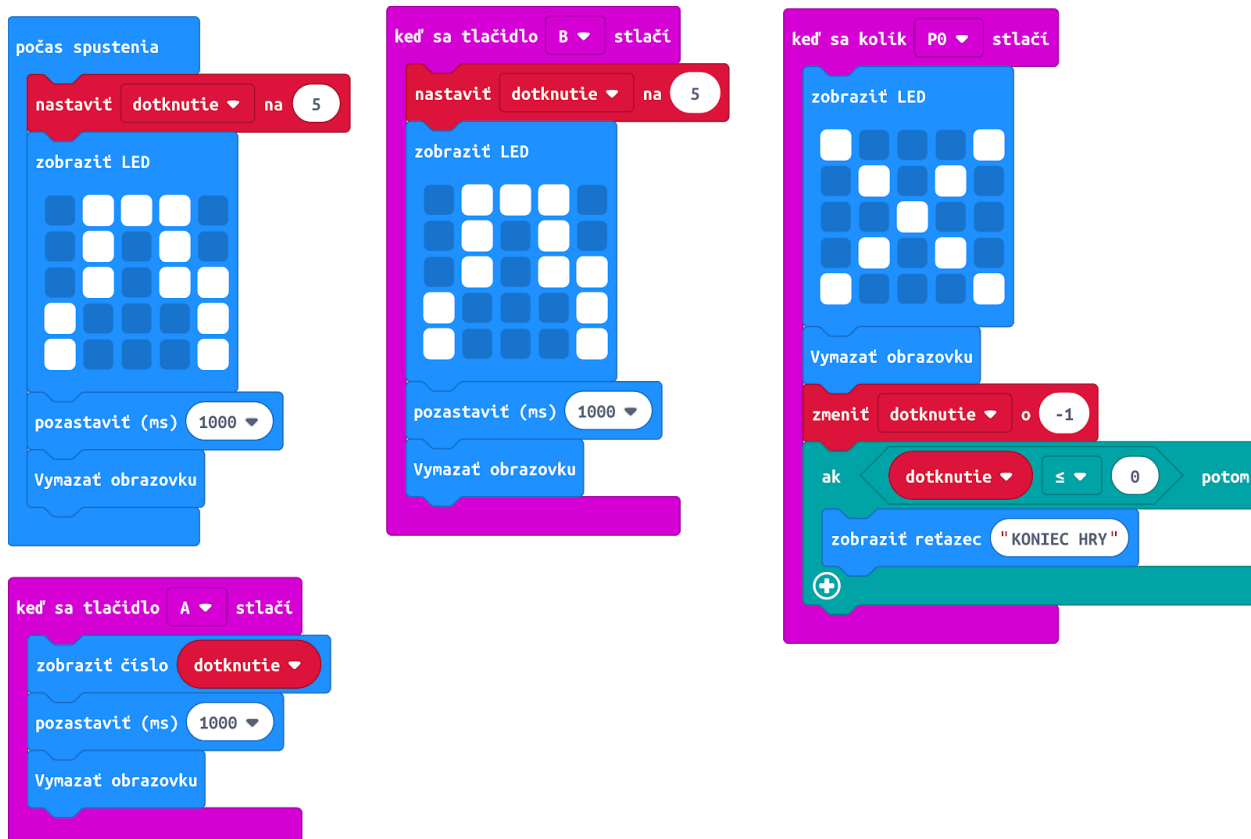 počas spustenia
nastaviť dotknutie na 5
zobraziť LED
pozastaviť (ms) 1000
Vymazať obrazovku
keď sa tlačidlo A stlačí
zobraziť číslo dotknutie
pozastaviť (ms) 1000
Vymazať obrazovku
keď sa tlačidlo B stlačí
nastaviť dotknutie na 5
zobraziť LED
pozastaviť (ms) 1000
Vymazať obrazovku
keď sa kolík P0 stlačí
zobraziť LED
Vymazať obrazovku
zmeniť dotknutie o -1
ak dotknutie ≤ 0 potom
zobraziť reťazec "KONIEC HRY"